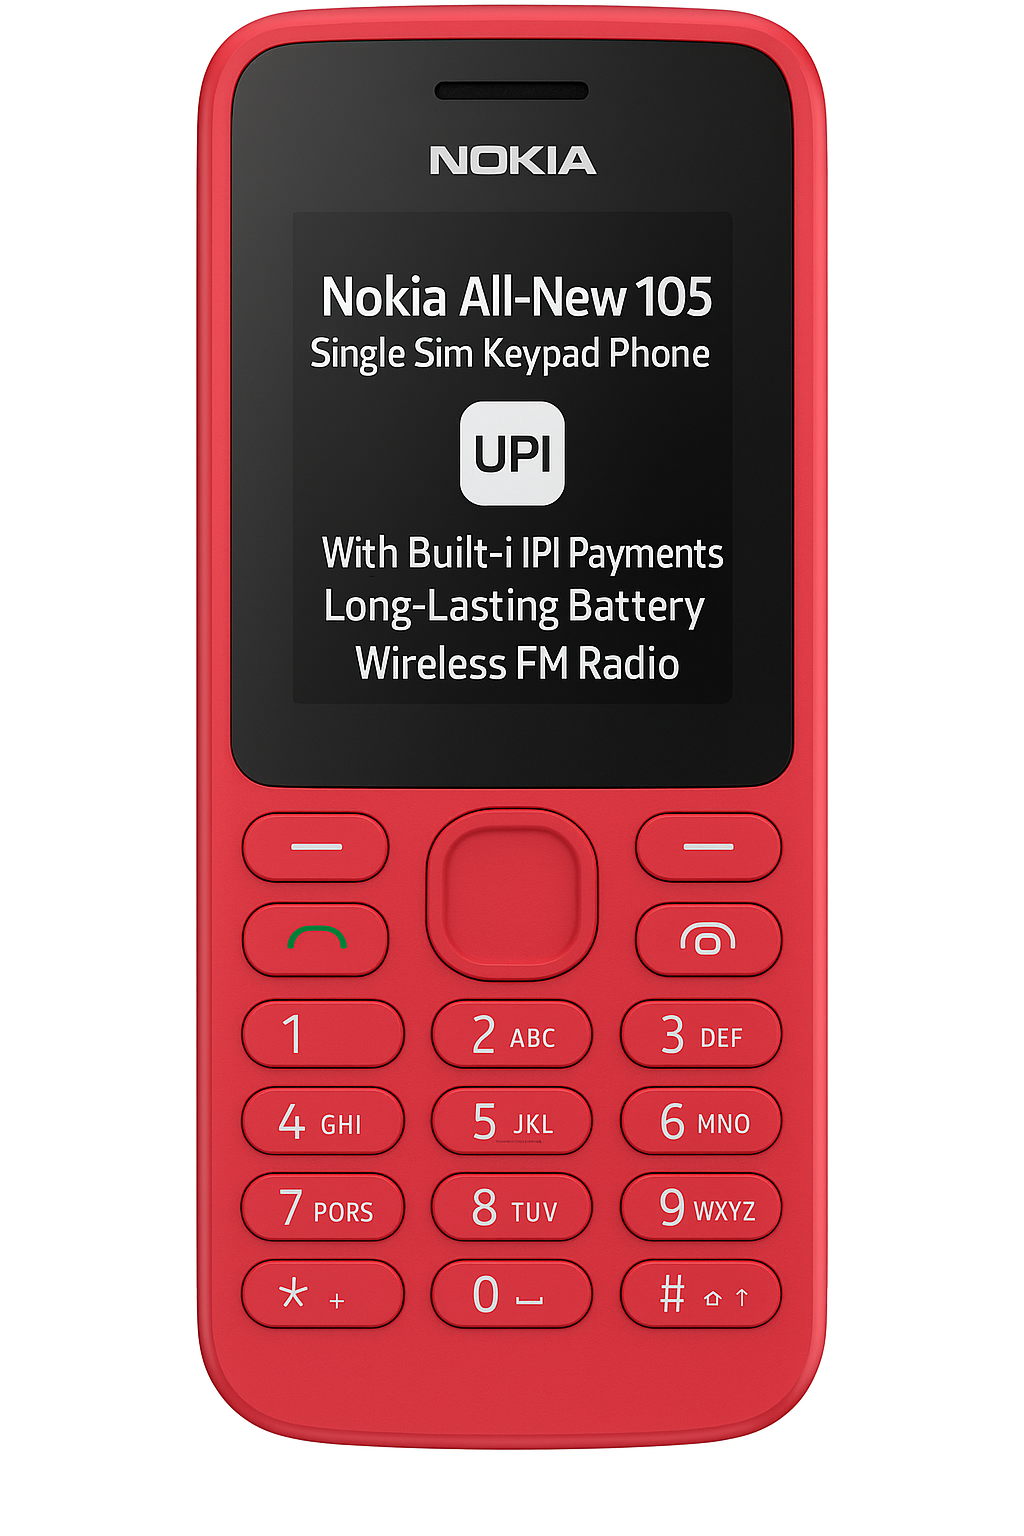 NOKIA
Nokia All-New 105
Single Sim Keypad Phone
UPI
With Built-i IPI Payments
Long-Lasting Battery
Wireless FM Radio
1
2 ABC
3 DEF
4 GHI
5 JKL
6 MNO
7 PORS
8 TUV
9 WXYZ
* +
0
#